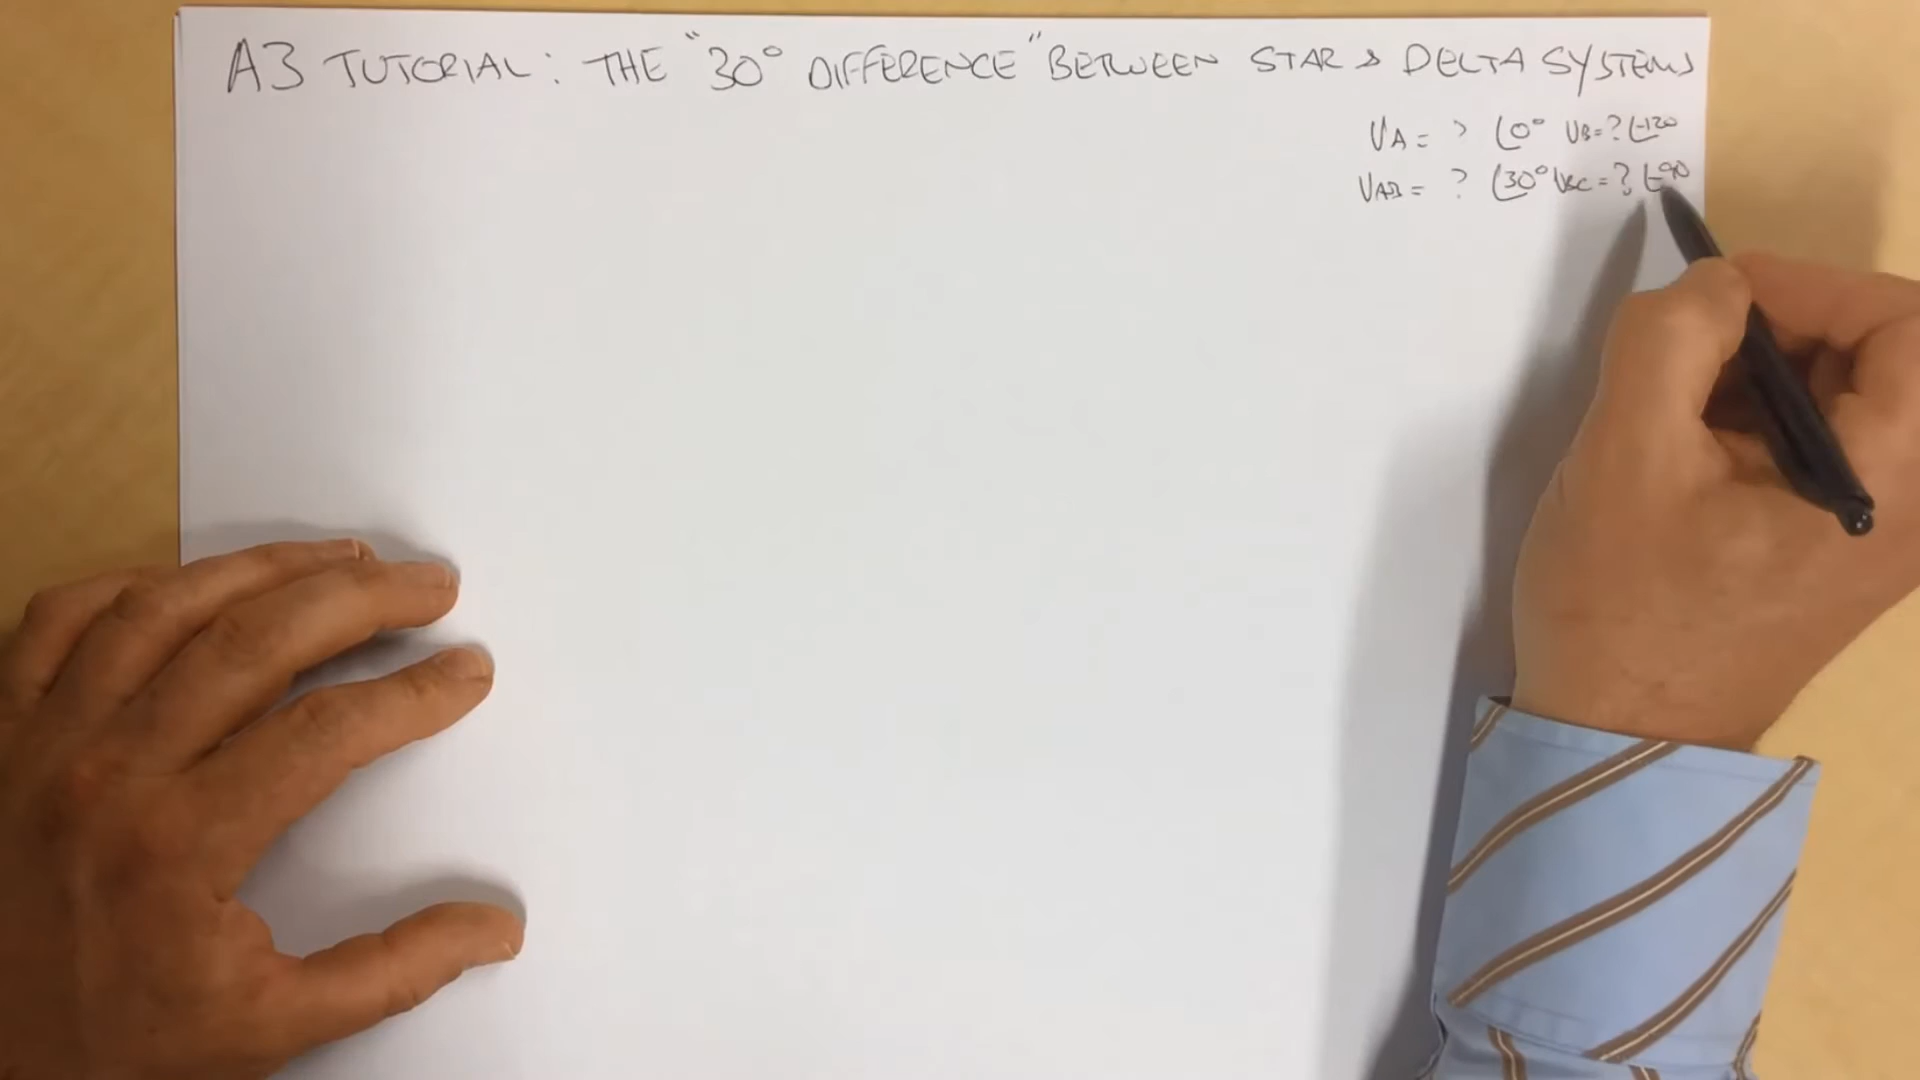 A3 TUTORIAL: THE "30° DIFFERENCE" BETWEEN STAR & DELTA SYSTEMS
VA = ? ∠0° VB = ? ∠-120
VAB = ? ∠30° VBC = ? ∠-90